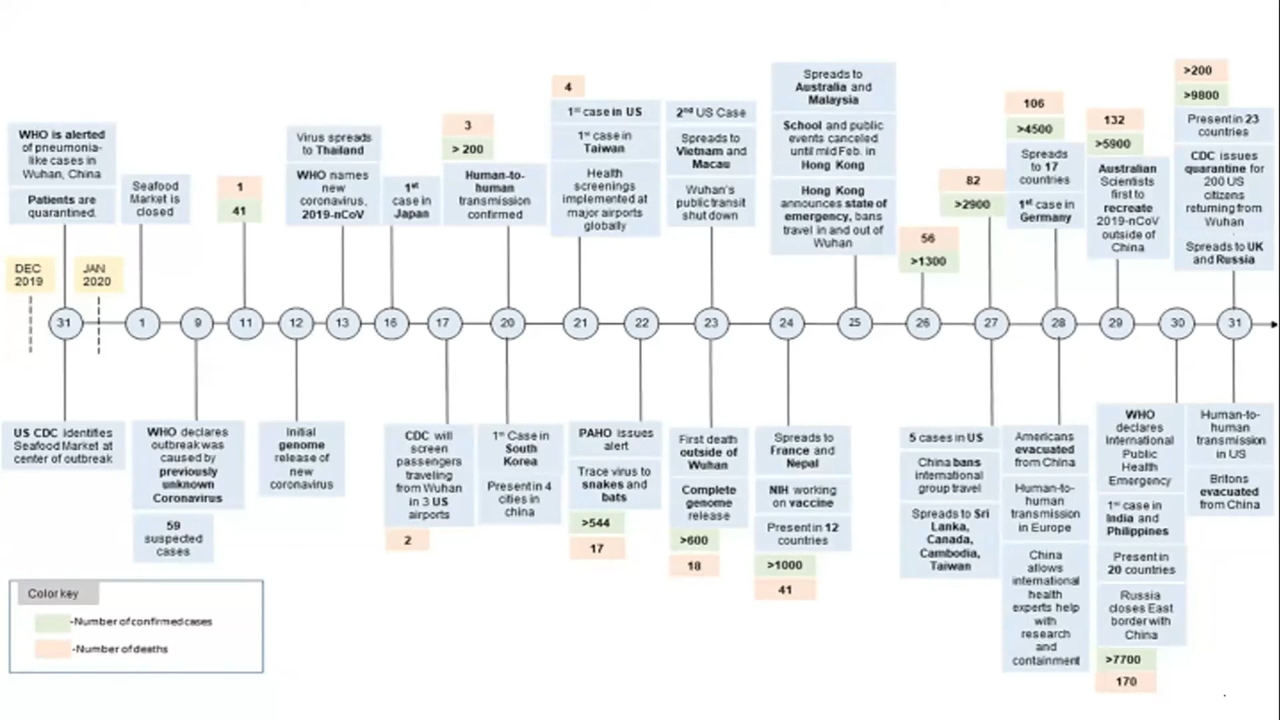 DEC
2019
JAN
2020
WHO is alerted
of pneumonia-
like cases in
Wuhan, China
Patients are
quarantined.
Seafood
Market is
closed
1
41
Virus spreads
to Thailand
WHO names
new
coronavirus,
2019-nCoV
1st
case in
Japan
3
> 200
Human-to-
human
transmission
confirmed
4
1st case in US
1st case in
Taiwan
Health
screenings
implemented at
major airports
globally
2nd US Case
Spreads to
Vietnam and
Macau
Wuhan's
public transit
shut down
Spreads to
Australia and
Malaysia
School and public
events canceled
until mid Feb. in
Hong Kong
Hong Kong
announces state of
emergency, bans
travel in and out of
Wuhan
56
>1300
82
>2900
106
>4500
Spreads
to 17
countries
1st case in
Germany
132
>5900
Australian
Scientists
first to
recreate
2019-nCoV
outside of
China
>200
>9800
Present in 23
countries
CDC issues
quarantine for
200 US
citizens
returning from
Wuhan
Spreads to UK
and Russia
31
1
9
11
12
13
16
17
20
21
22
23
24
25
26
27
28
29
30
31
US CDC identifies
Seafood Market at
center of outbreak
WHO declares
outbreak was
caused by
previously
unknown
Coronavirus
59
suspected
cases
Initial
genome
release of
new
coronavirus
CDC will
screen
passengers
traveling
from Wuhan
in 3 US
airports
2
1st Case in
South
Korea
Present in 4
cities in
china
PAHO issues
alert
Trace virus to
snakes and
bats
>544
17
First death
outside of
Wuhan
Complete
genome
release
>600
18
Spreads to
France and
Nepal
NIH working
on vaccine
Present in 12
countries
>1000
41
5 cases in US
China bans
international
group travel
Spreads to Sri
Lanka,
Canada,
Cambodia,
Taiwan
Americans
evacuated
from China
Human-to-
human
transmission
in Europe
China
allows
international
health
experts help
with
research
and
containment
WHO
declares
International
Public
Health
Emergency
1st case in
India and
Philippines
Present in
20 countries
Russia
closes East
border with
China
>7700
170
Human-to-
human
transmission
in US
Britons
evacuated
from China
Color key
-Number of confirmed cases
-Number of deaths